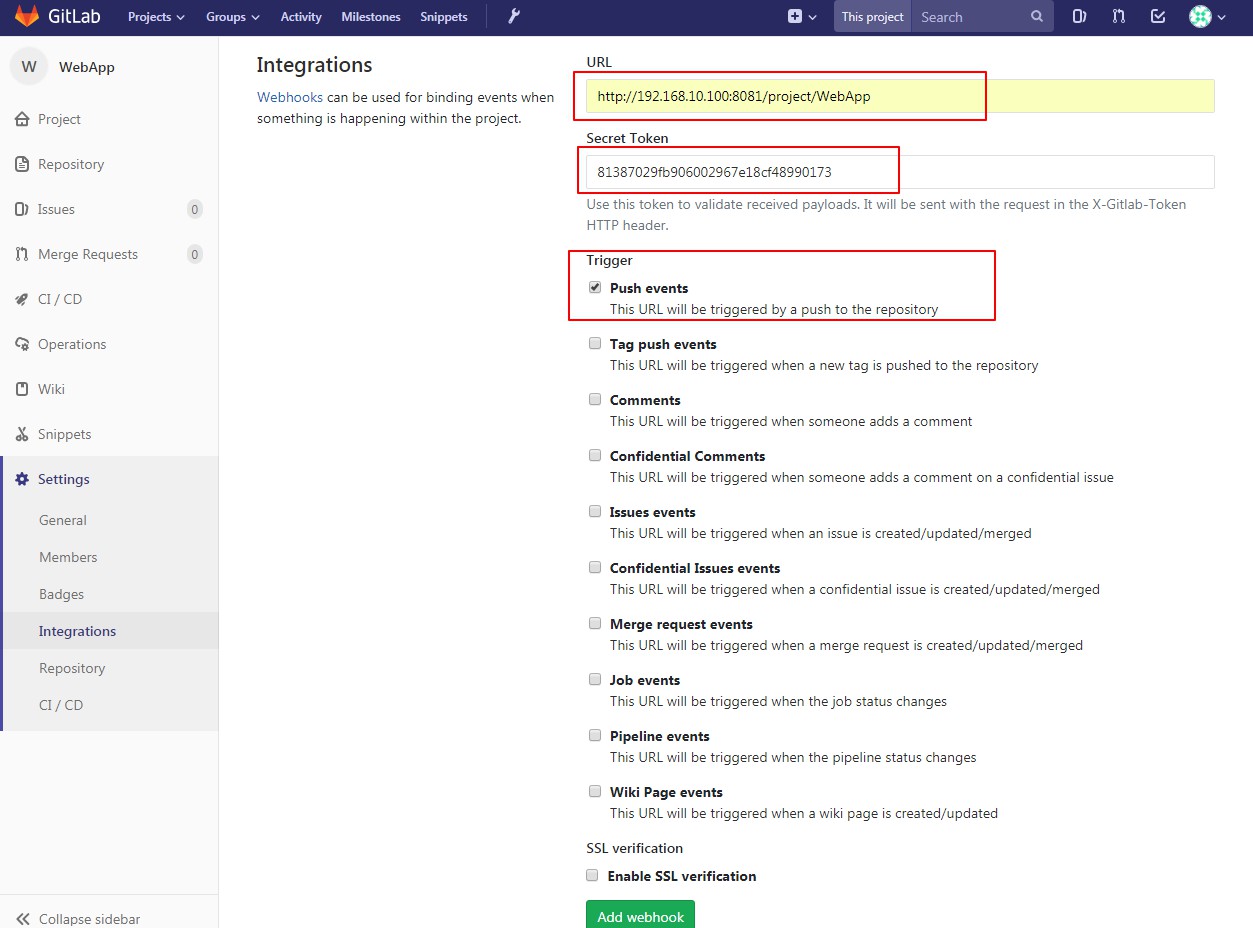 GitLab Projects Groups Activity Milestones Snippets This project Search
W WebApp
Project
Repository
Issues 0
Merge Requests 0
CI / CD
Operations
Wiki
Snippets
Settings
General
Members
Badges
Integrations
Repository
CI / CD
Collapse sidebar
Integrations
Webhooks can be used for binding events when
something is happening within the project.
URL
http://192.168.10.100:8081/project/WebApp
Secret Token
81387029fb906002967e18cf48990173
Use this token to validate received payloads. It will be sent with the request in the X-Gitlab-Token
HTTP header.
Trigger
Push events
This URL will be triggered by a push to the repository
Tag push events
This URL will be triggered when a new tag is pushed to the repository
Comments
This URL will be triggered when someone adds a comment
Confidential Comments
This URL will be triggered when someone adds a comment on a confidential issue
Issues events
This URL will be triggered when an issue is created/updated/merged
Confidential Issues events
This URL will be triggered when a confidential issue is created/updated/merged
Merge request events
This URL will be triggered when a merge request is created/updated/merged
Job events
This URL will be triggered when the job status changes
Pipeline events
This URL will be triggered when the pipeline status changes
Wiki Page events
This URL will be triggered when a wiki page is created/updated
SSL verification
Enable SSL verification
Add webhook